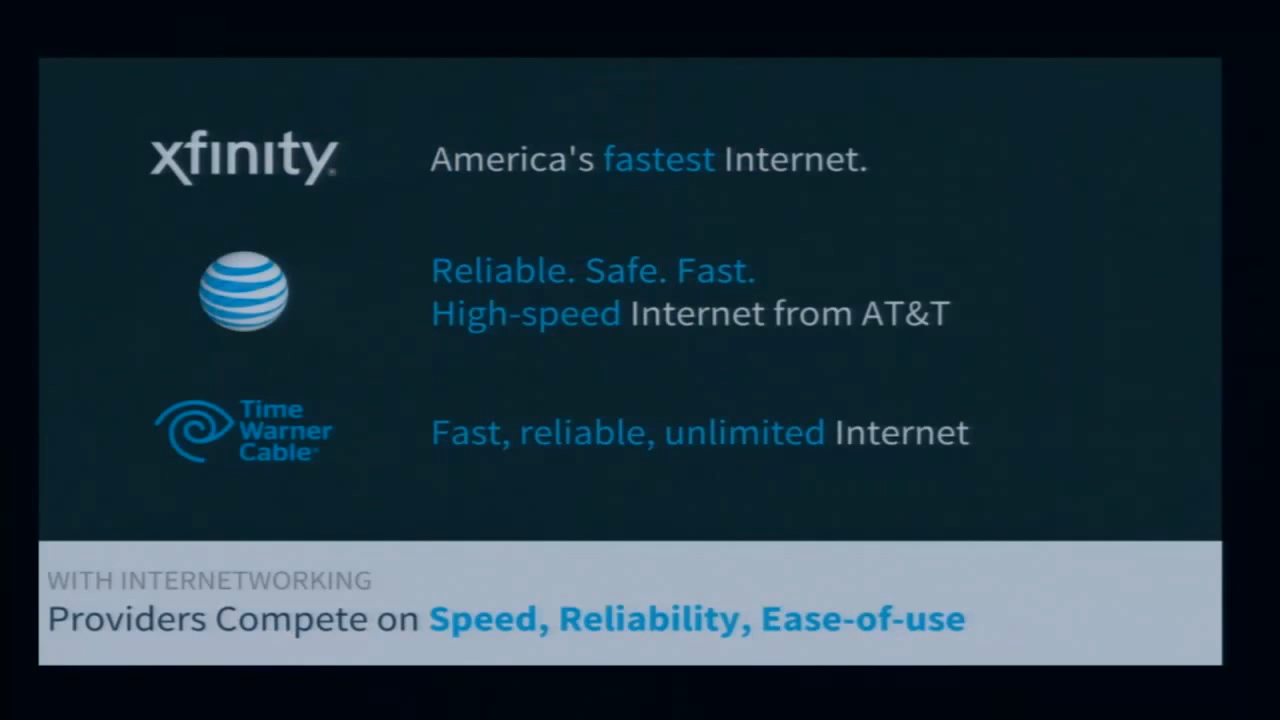 xfinity
America's fastest Internet.
Reliable. Safe. Fast.
High-speed Internet from AT&T
Time
Warner
Cable
Fast, reliable, unlimited Internet
WITH INTERNETWORKING
Providers Compete on Speed, Reliability, Ease-of-use